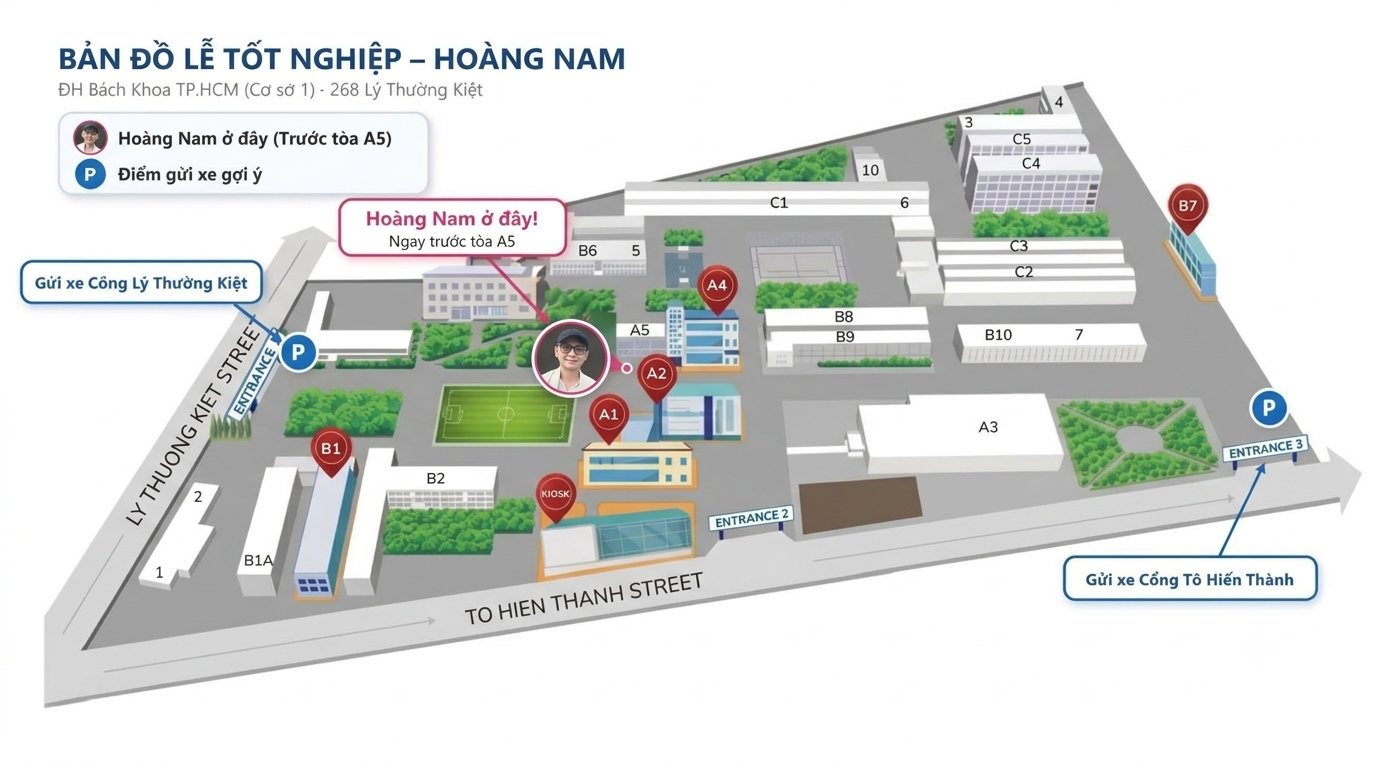 BẢN ĐỒ LỄ TỐT NGHIỆP – HOÀNG NAM
ĐH Bách Khoa TP.HCM (Cơ sở 1) - 268 Lý Thường Kiệt
Hoàng Nam ở đây (Trước tòa A5)
P Điểm gửi xe gợi ý
Hoàng Nam ở đây!
Ngay trước tòa A5
Gửi xe Cổng Lý Thường Kiệt
P
ENTRANCE
LY THUONG KIET STREET
4
3
C5
C4
10
C1
6
B7
B6
5
C3
C2
A4
B8
B9
B10
7
A5
A2
A1
P
A3
ENTRANCE 3
B1
B2
KIOSK
2
1
B1A
ENTRANCE 2
TO HIEN THANH STREET
Gửi xe Cổng Tô Hiến Thành